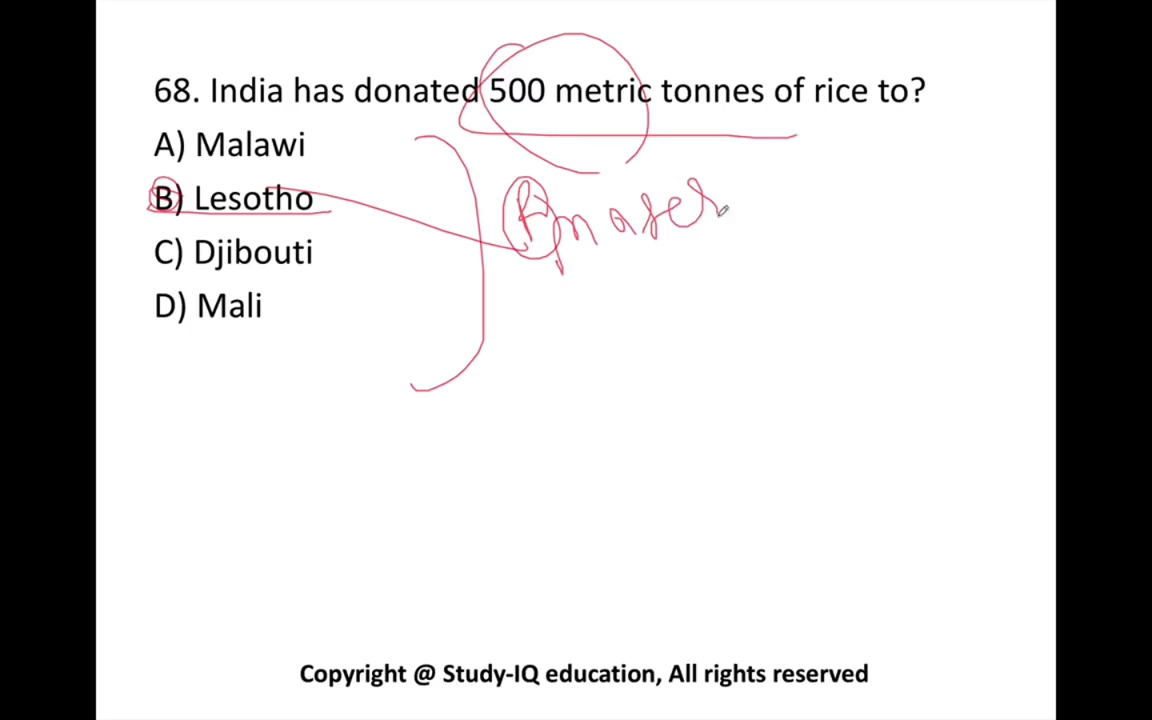 68. India has donated 500 metric tonnes of rice to?
A) Malawi
B) Lesotho
C) Djibouti
D) Mali
Copyright @ Study-IQ education, All rights reserved